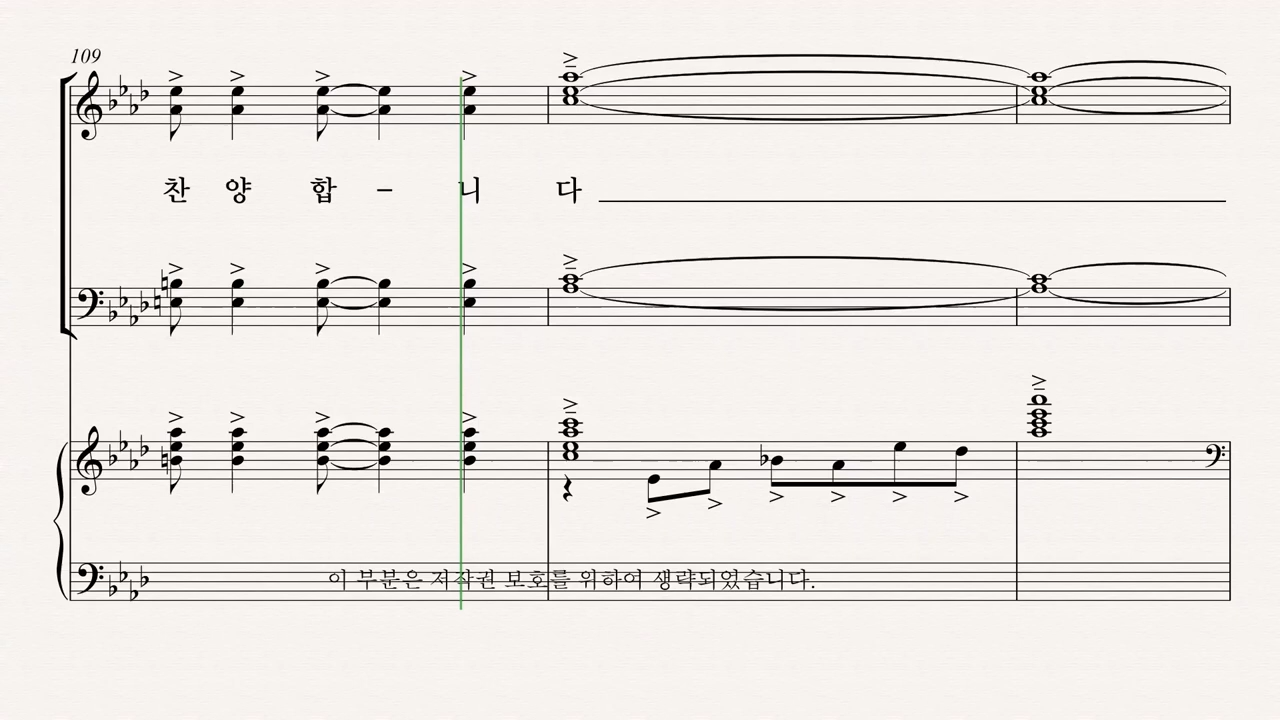 109
찬 양 합 – 니 다
이 부분은 저작권 보호를 위하여 생략되었습니다.